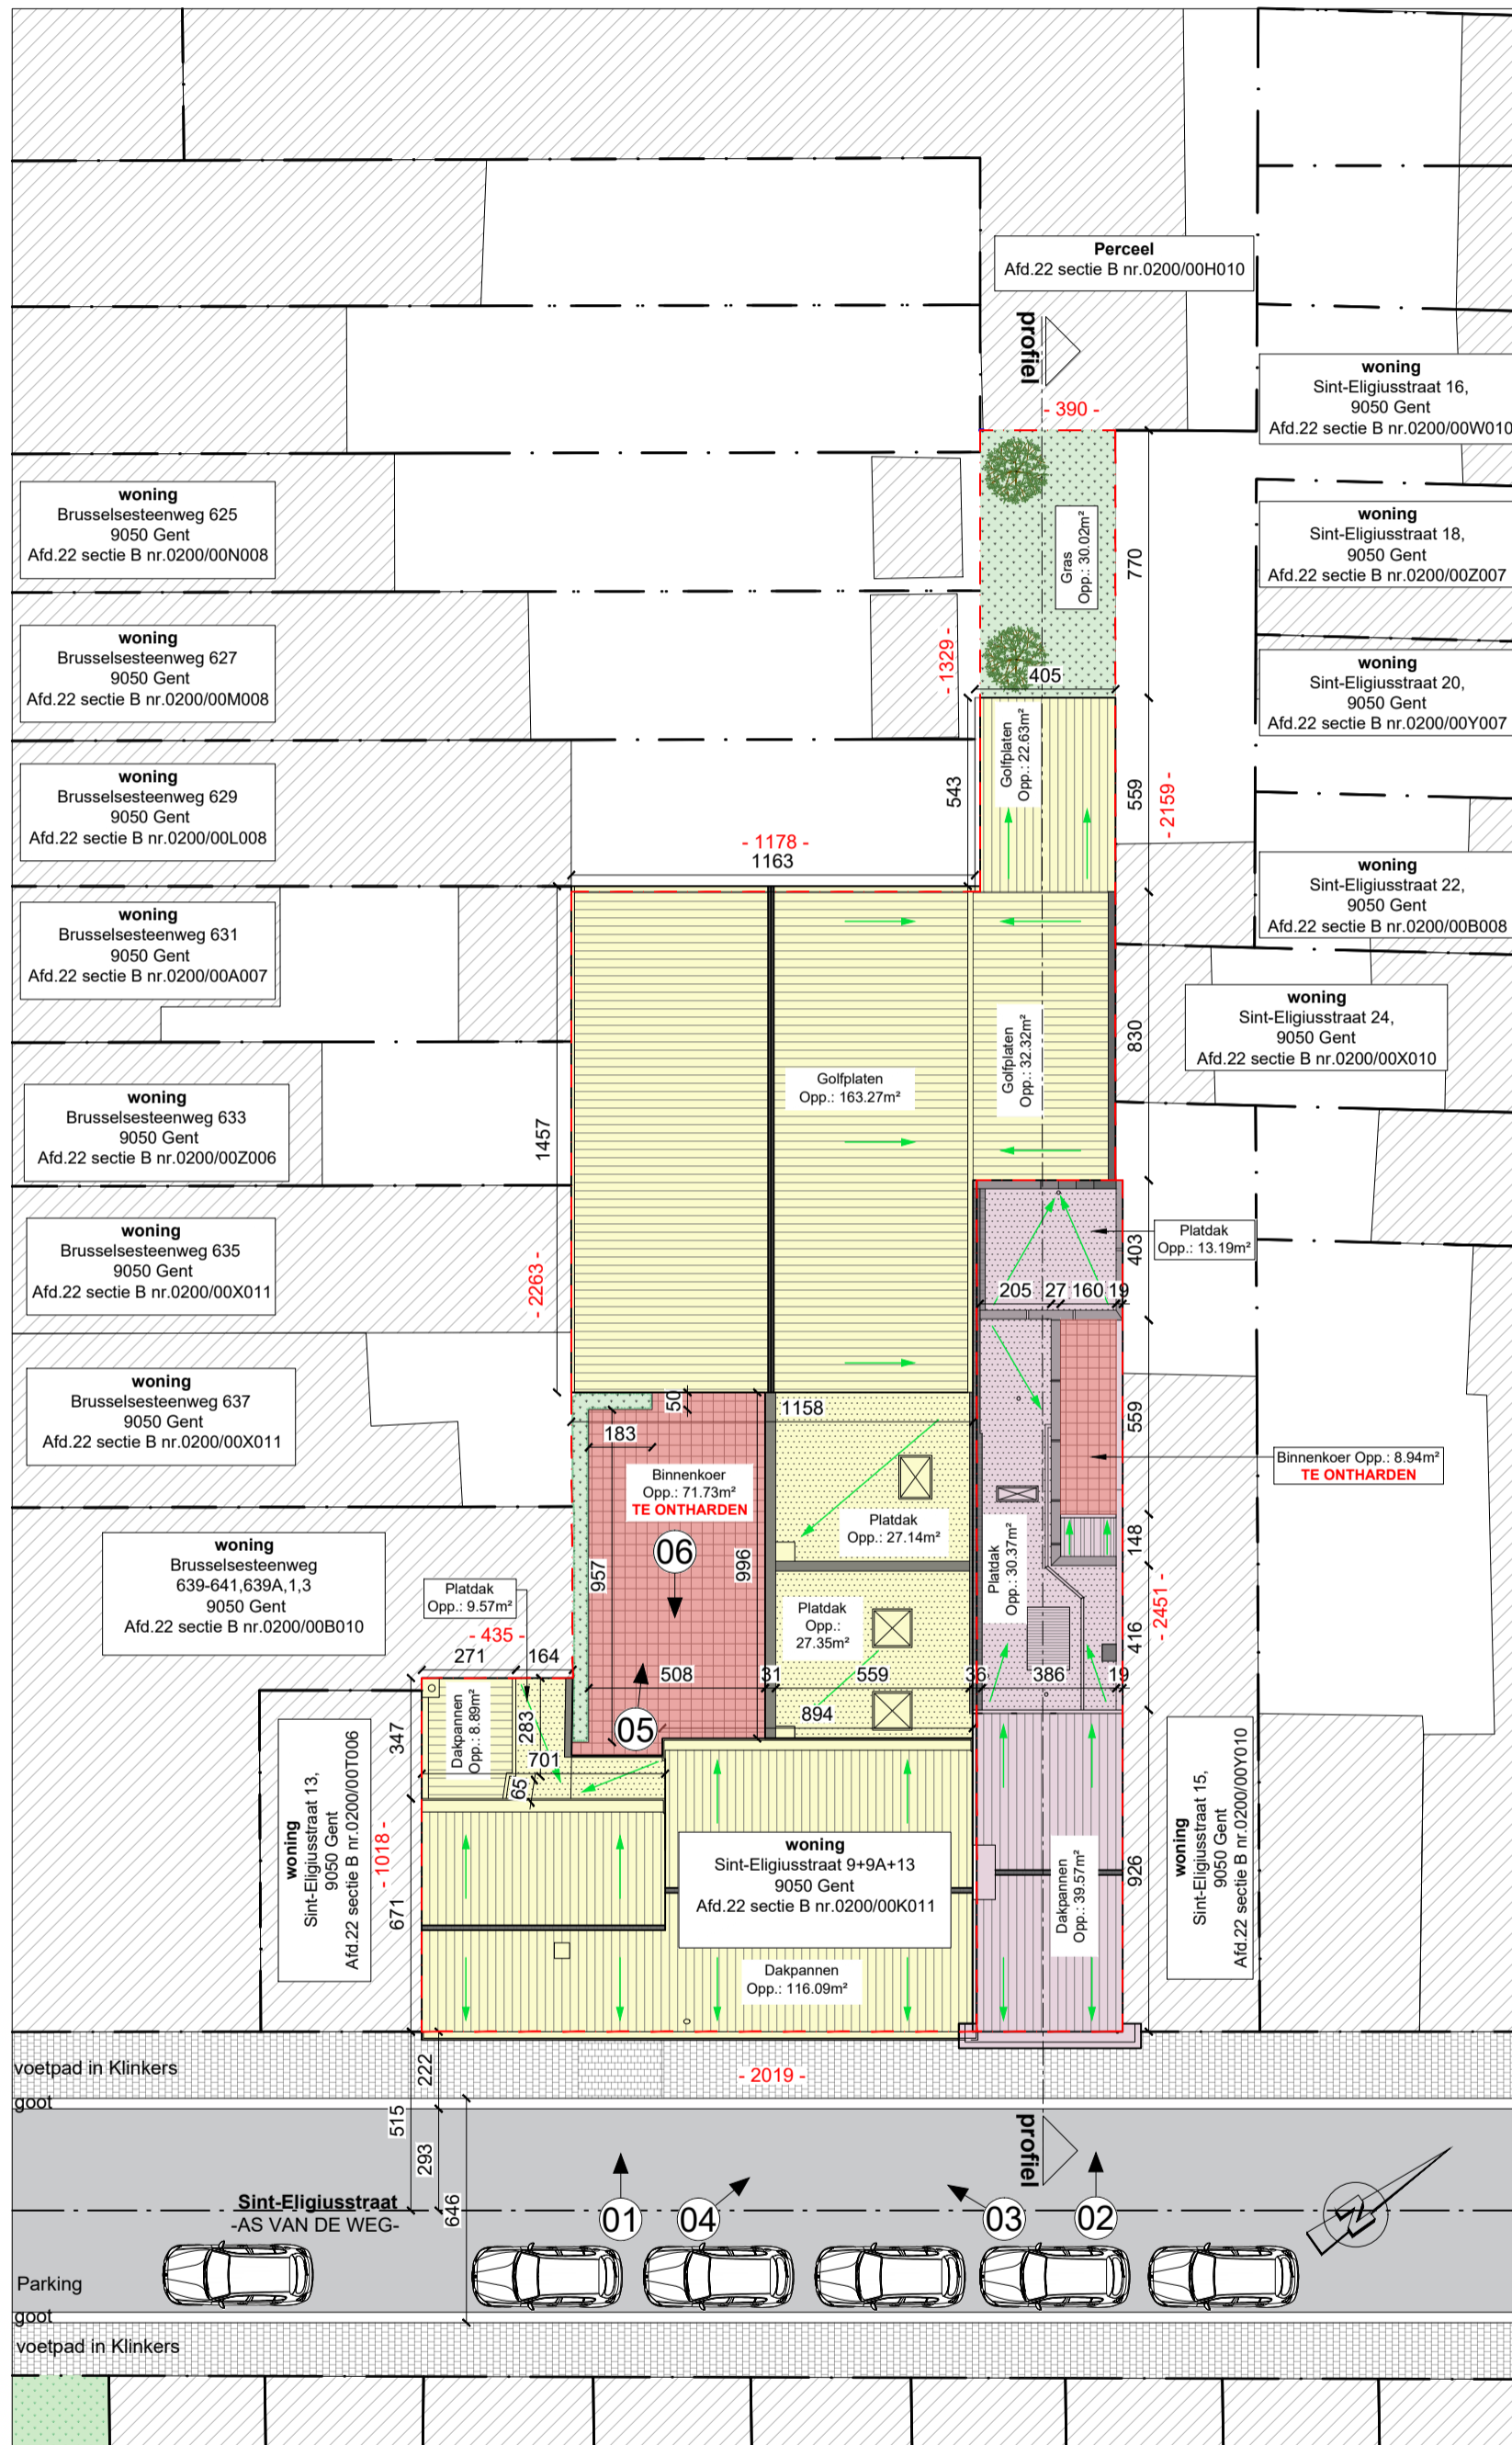 Perceel
Afd.22 sectie B nr.0200/00H010
profiel
- 390 -
woning
Sint-Eligiusstraat 16,
9050 Gent
Afd.22 sectie B nr.0200/00W010
woning
Brusselsesteenweg 625
9050 Gent
Afd.22 sectie B nr.0200/00N008
Gras
Opp.: 30.02m²
770
woning
Sint-Eligiusstraat 18,
9050 Gent
Afd.22 sectie B nr.0200/00Z007
woning
Brusselsesteenweg 627
9050 Gent
Afd.22 sectie B nr.0200/00M008
- 1329 -
405
woning
Sint-Eligiusstraat 20,
9050 Gent
Afd.22 sectie B nr.0200/00Y007
woning
Brusselsesteenweg 629
9050 Gent
Afd.22 sectie B nr.0200/00L008
543
Golfplaten
Opp.: 22.63m²
559
- 2159 -
- 1178 -
1163
woning
Sint-Eligiusstraat 22,
9050 Gent
Afd.22 sectie B nr.0200/00B008
woning
Brusselsesteenweg 631
9050 Gent
Afd.22 sectie B nr.0200/00A007
woning
Sint-Eligiusstraat 24,
9050 Gent
Afd.22 sectie B nr.0200/00X010
Golfplaten
Opp.: 163.27m²
Golfplaten
Opp.: 32.32m²
830
woning
Brusselsesteenweg 633
9050 Gent
Afd.22 sectie B nr.0200/00Z006
1457
woning
Brusselsesteenweg 635
9050 Gent
Afd.22 sectie B nr.0200/00X011
- 2263 -
Platdak
Opp.: 13.19m²
403
205 27 160 19
woning
Brusselsesteenweg 637
9050 Gent
Afd.22 sectie B nr.0200/00X011
50
183
1158
559
Binnenkoer
Opp.: 71.73m²
TE ONTHARDEN
Binnenkoer Opp.: 8.94m²
TE ONTHARDEN
Platdak
Opp.: 27.14m²
woning
Brusselsesteenweg
639-641,639A,1,3
9050 Gent
Afd.22 sectie B nr.0200/00B010
06
957
996
Platdak
Opp.: 30.37m²
148
Platdak
Opp.: 9.57m²
- 435 -
271
164
Platdak
Opp.:
27.35m²
416
- 2451 -
508
31
559
36
386
19
894
05
347
Dakpannen
Opp.: 8.89m²
283
701
65
woning
Sint-Eligiusstraat 13,
9050 Gent
Afd.22 sectie B nr.0200/00T006
- 1018 -
671
woning
Sint-Eligiusstraat 9+9A+13
9050 Gent
Afd.22 sectie B nr.0200/00K011
Dakpannen
Opp.: 39.57m²
926
woning
Sint-Eligiusstraat 15,
9050 Gent
Afd.22 sectie B nr.0200/00Y010
Dakpannen
Opp.: 116.09m²
voetpad in Klinkers
222
- 2019 -
goot
515
293
646
profiel
Sint-Eligiusstraat
-AS VAN DE WEG-
01
04
03
02
N
Parking
goot
voetpad in Klinkers